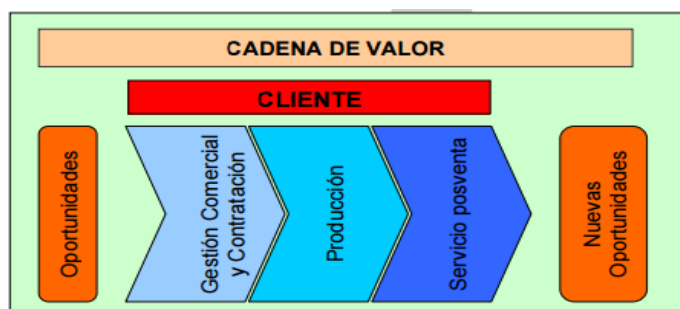 CADENA DE VALOR
CLIENTE
Oportunidades
Gestión Comercial
y Contratación
Producción
Servicio posventa
Nuevas
Oportunidades